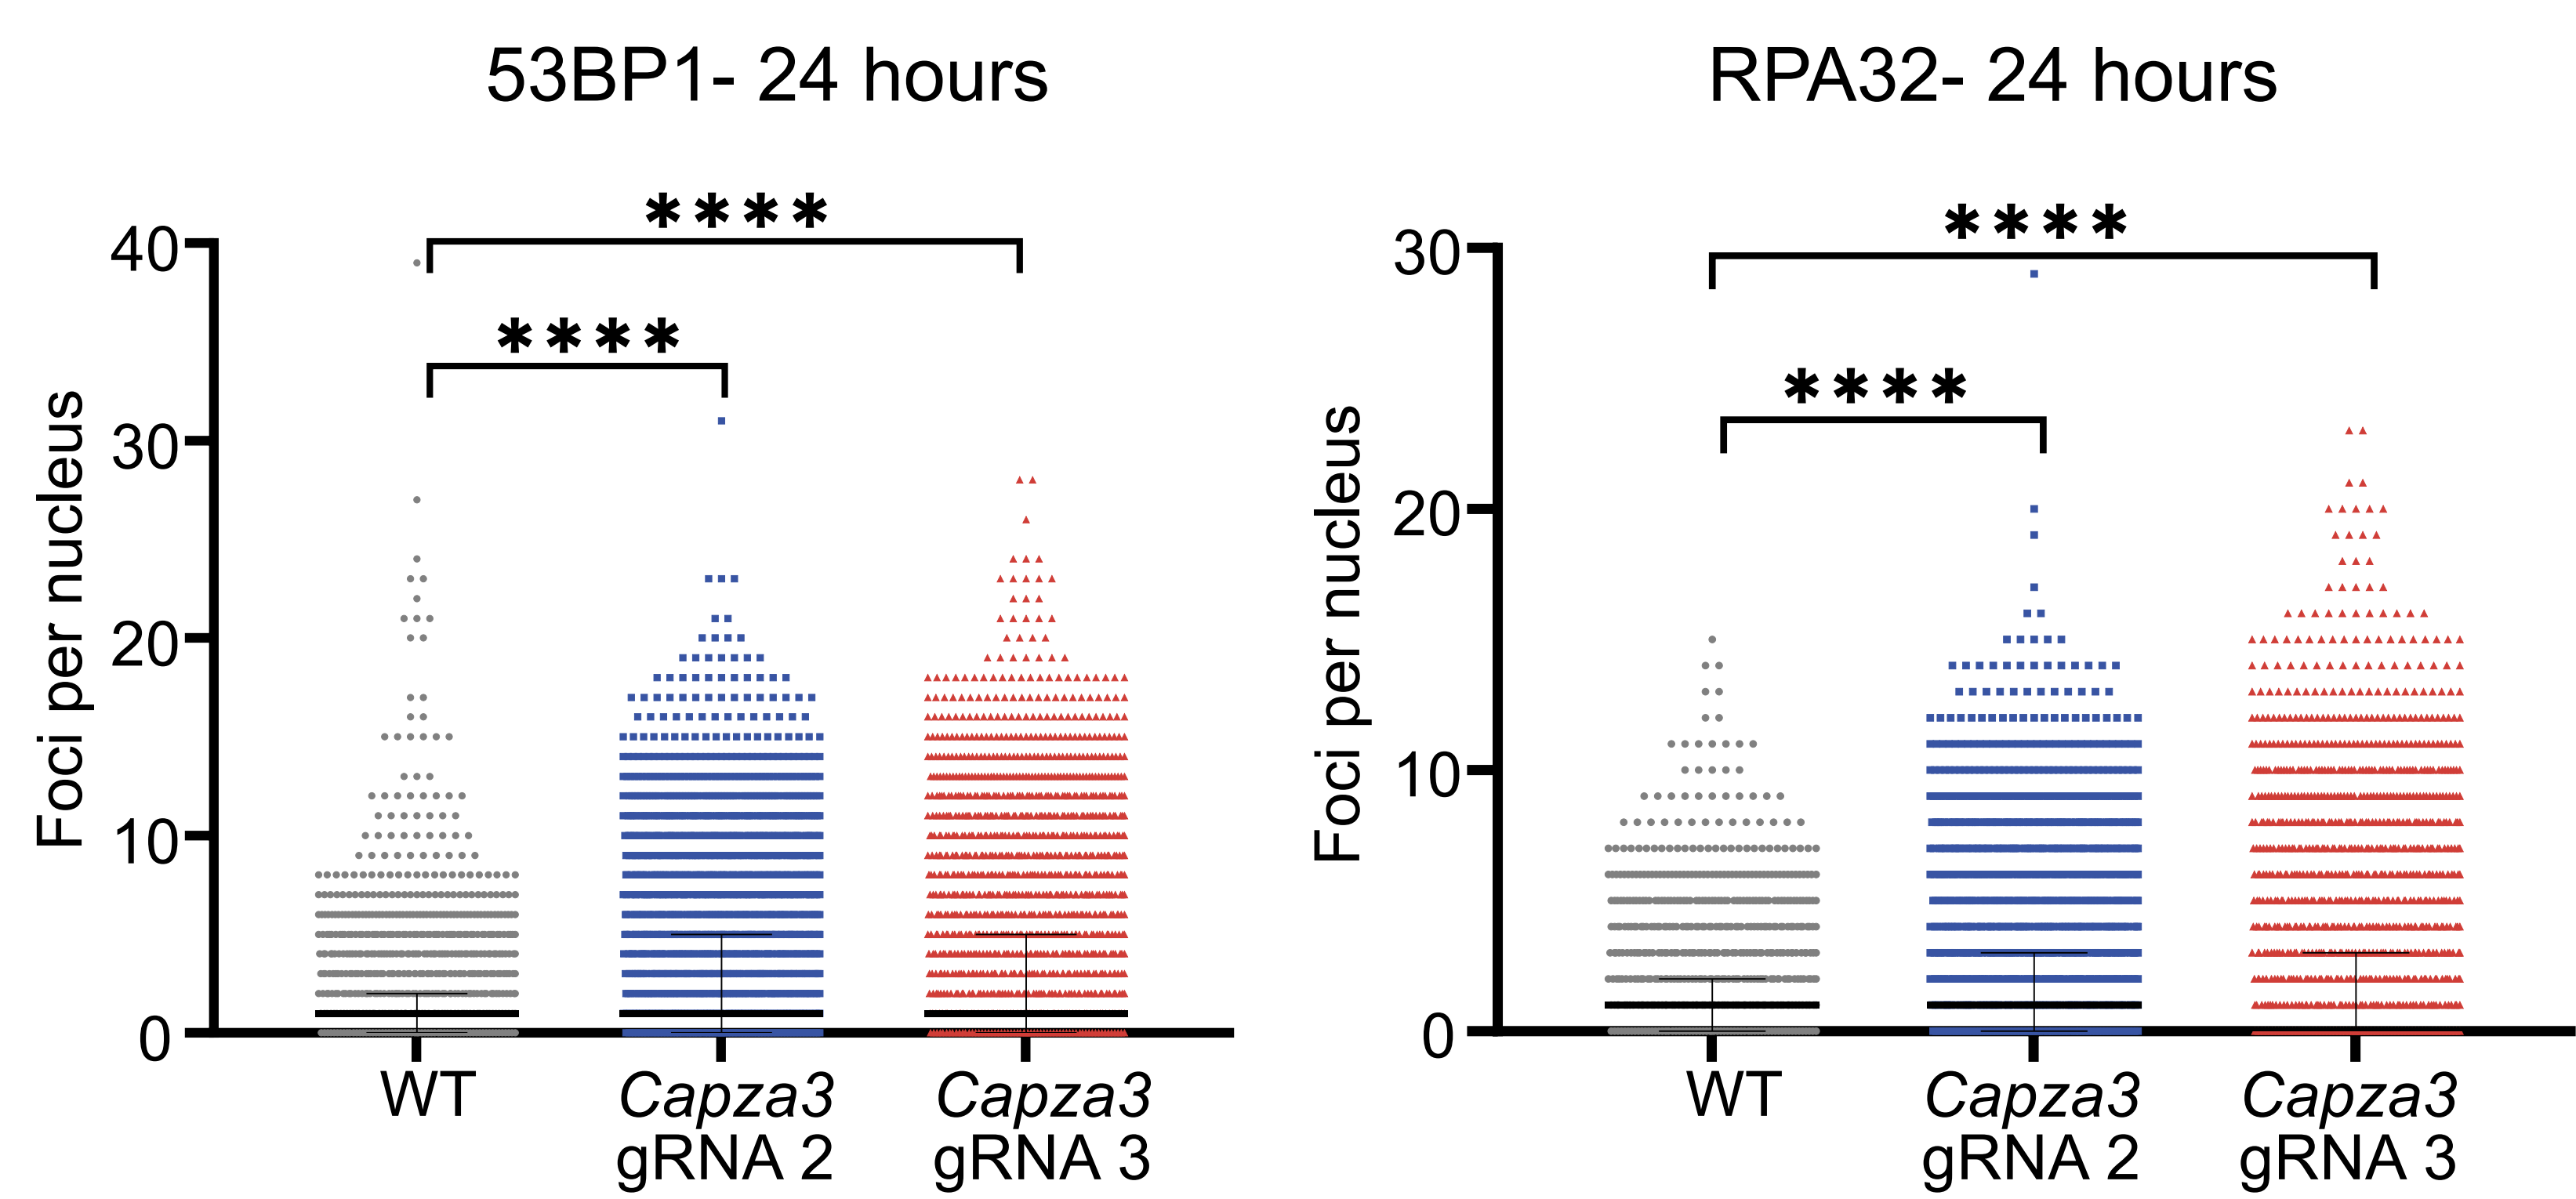 53BP1- 24 hours
****
****
Foci per nucleus
40
30
20
10
0
WT
Capza3
gRNA 2
Capza3
gRNA 3
RPA32- 24 hours
****
****
Foci per nucleus
30
20
10
0
WT
Capza3
gRNA 2
Capza3
gRNA 3